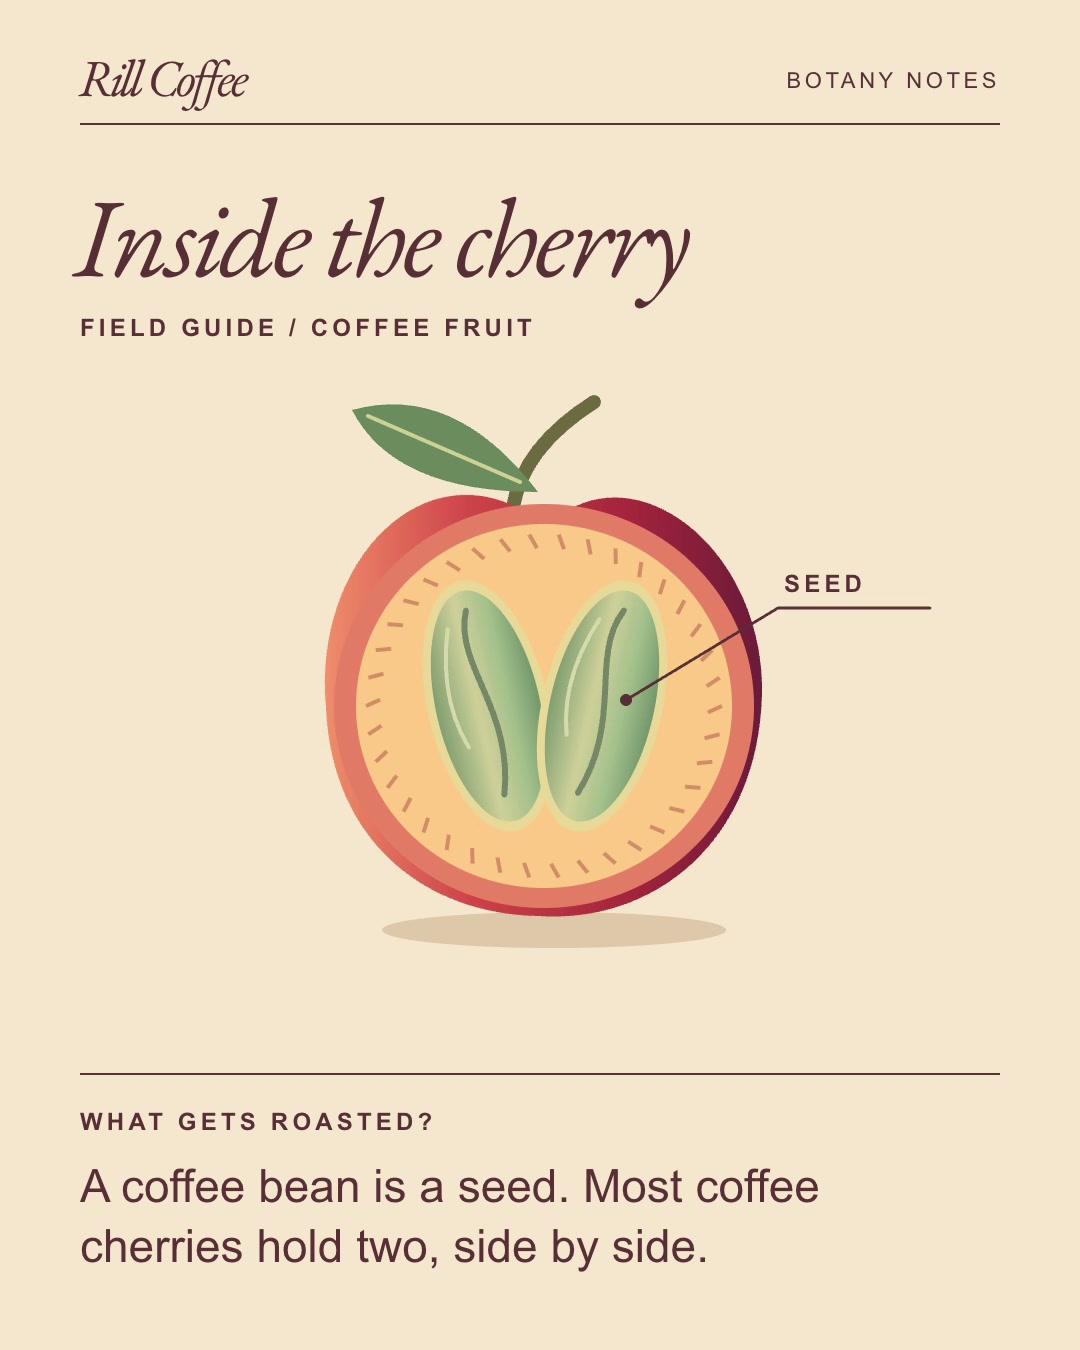 Rill Coffee
BOTANY NOTES
Inside the cherry
FIELD GUIDE / COFFEE FRUIT
SEED
WHAT GETS ROASTED?
A coffee bean is a seed. Most coffee
cherries hold two, side by side.